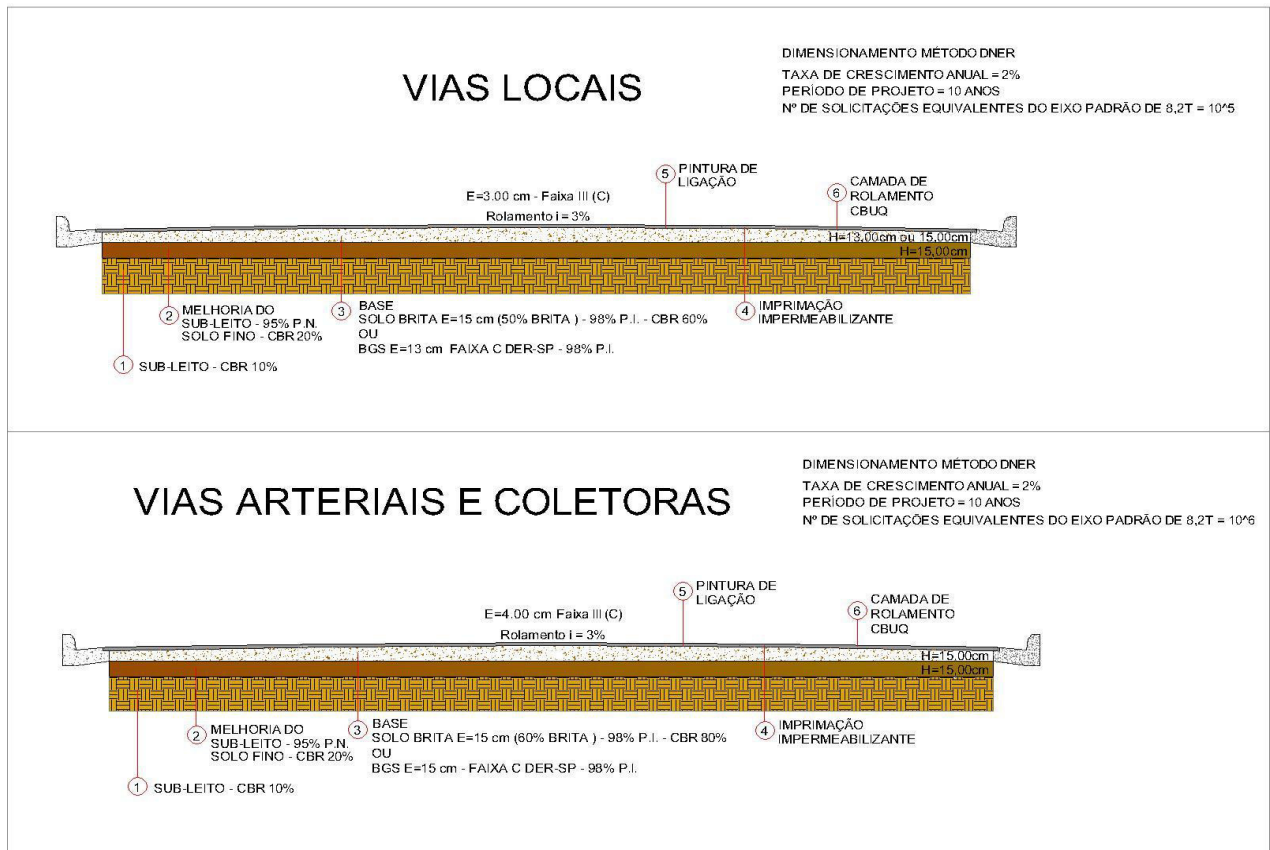 VIAS LOCAIS
DIMENSIONAMENTO MÉTODO DNER
TAXA DE CRESCIMENTO ANUAL = 2%
PERÍODO DE PROJETO = 10 ANOS
Nº DE SOLICITAÇÕES EQUIVALENTES DO EIXO PADRÃO DE 8,2T = 10^5
E=3.00 cm - Faixa III (C)
Rolamento i = 3%
5 PINTURA DE
LIGAÇÃO
6 CAMADA DE
ROLAMENTO
CBUQ
H=13,00cm ou 15,00cm
H=15,00cm
2 MELHORIA DO
SUB-LEITO - 95% P.N.
SOLO FINO - CBR 20%
3 BASE
SOLO BRITA E=15 cm (50% BRITA ) - 98% P.I. - CBR 60%
OU
BGS E=13 cm FAIXA C DER-SP - 98% P.I.
4 IMPRIMAÇÃO
IMPERMEABILIZANTE
1 SUB-LEITO - CBR 10%
VIAS ARTERIAIS E COLETORAS
DIMENSIONAMENTO MÉTODO DNER
TAXA DE CRESCIMENTO ANUAL = 2%
PERÍODO DE PROJETO = 10 ANOS
Nº DE SOLICITAÇÕES EQUIVALENTES DO EIXO PADRÃO DE 8,2T = 10^6
E=4.00 cm Faixa III (C)
Rolamento i = 3%
5 PINTURA DE
LIGAÇÃO
6 CAMADA DE
ROLAMENTO
CBUQ
H=15,00cm
H=15,00cm
2 MELHORIA DO
SUB-LEITO - 95% P.N.
SOLO FINO - CBR 20%
3 BASE
SOLO BRITA E=15 cm (60% BRITA ) - 98% P.I. - CBR 80%
OU
BGS E=15 cm - FAIXA C DER-SP - 98% P.I.
4 IMPRIMAÇÃO
IMPERMEABILIZANTE
1 SUB-LEITO - CBR 10%